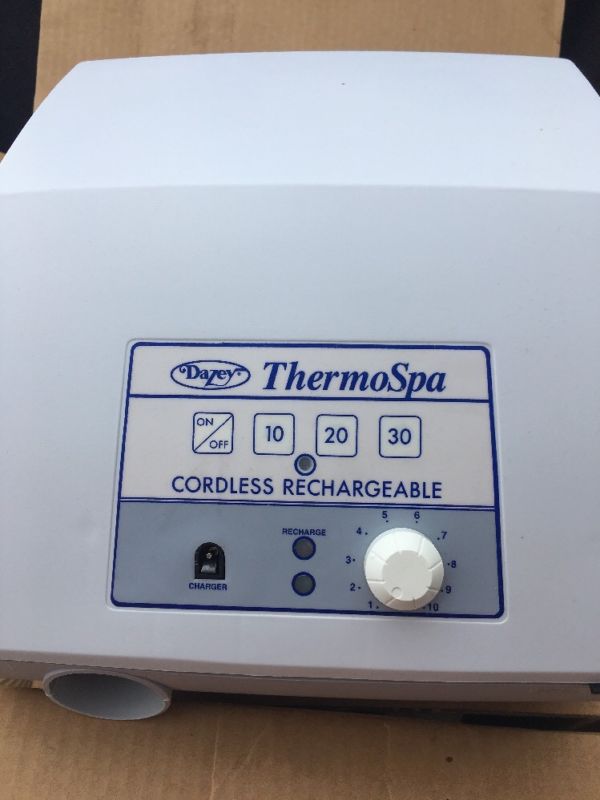 Dazey ThermoSpa
ON
OFF
10 20 30
CORDLESS RECHARGEABLE
CHARGER
RECHARGE
1 2 3 4 5 6 7 8 9 10